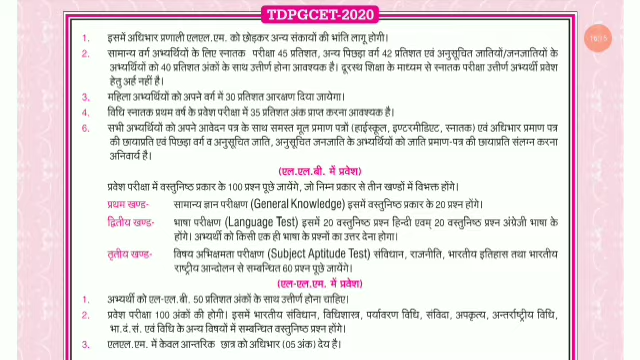 TDPGCET-2020
1. इसमें अधिभार प्रणाली एलएल.एम. को छोड़कर अन्य संकायों की भांति लागू होगी।
2. सामान्य वर्ग अभ्यर्थियों के लिए स्नातक परीक्षा 45 प्रतिशत, अन्य पिछड़ा वर्ग 42 प्रतिशत एवं अनुसूचित जातियों/जनजातियों के
अभ्यर्थियों को 40 प्रतिशत अंकों के साथ उत्तीर्ण होना आवश्यक है। दूरस्थ शिक्षा के माध्यम से स्नातक परीक्षा उत्तीर्ण अभ्यर्थी प्रवेश
हेतु अर्ह नहीं है।
3. महिला अभ्यर्थियों को अपने वर्ग में 30 प्रतिशत आरक्षण दिया जायेगा।
4. विधि स्नातक प्रथम वर्ष के प्रवेश परीक्षा में 35 प्रतिशत अंक प्राप्त करना आवश्यक है।
6. सभी अभ्यर्थियों को अपने आवेदन पत्र के साथ समस्त मूल प्रमाण पत्रों (हाईस्कूल, इण्टरमीडिएट, स्नातक) एवं अधिभार प्रमाण पत्र
की छायाप्रति एवं पिछड़ा वर्ग व अनुसूचित जाति, अनुसूचित जनजाति के अभ्यर्थियों को जाति प्रमाण-पत्र की छायाप्रति संलग्न करना
अनिवार्य है।
(एल.एल.बी. में प्रवेश)
प्रवेश परीक्षा में वस्तुनिष्ठ प्रकार के 100 प्रश्न पूछे जायेंगे, जो निम्न प्रकार से तीन खण्डों में विभक्त होंगे।
प्रथम खण्ड- सामान्य ज्ञान परीक्षण (General Knowledge) इसमें वस्तुनिष्ठ प्रकार के 20 प्रश्न होंगे।
द्वितीय खण्ड- भाषा परीक्षण (Language Test) इसमें 20 वस्तुनिष्ठ प्रश्न हिन्दी एवम् 20 वस्तुनिष्ठ प्रश्न अंग्रेजी भाषा के
होंगे। अभ्यर्थी को किसी एक ही भाषा के प्रश्नों का उत्तर देना होगा।
तृतीय खण्ड- विषय अभिक्षमता परीक्षण (Subject Aptitude Test) संविधान, राजनीति, भारतीय इतिहास तथा भारतीय
राष्ट्रीय आन्दोलन से सम्बन्धित 60 प्रश्न पूछे जायेंगे।
(एल-एल.एम. में प्रवेश)
1. अभ्यर्थी को एल-एल.बी. 50 प्रतिशत अंकों के साथ उत्तीर्ण होना चाहिए।
2. प्रवेश परीक्षा 100 अंकों की होगी। इसमें भारतीय संविधान, विधिशास्त्र, पर्यावरण विधि, संविदा, अपकृत्य, अन्तर्राष्ट्रीय विधि,
भा.दं.सं. एवं विधि के अन्य विषयों में सम्बन्धित वस्तुनिष्ठ प्रश्न होंगे।
3. एलएल.एम. में केवल आन्तरिक छात्र को अधिभार (05 अंक) देय है।